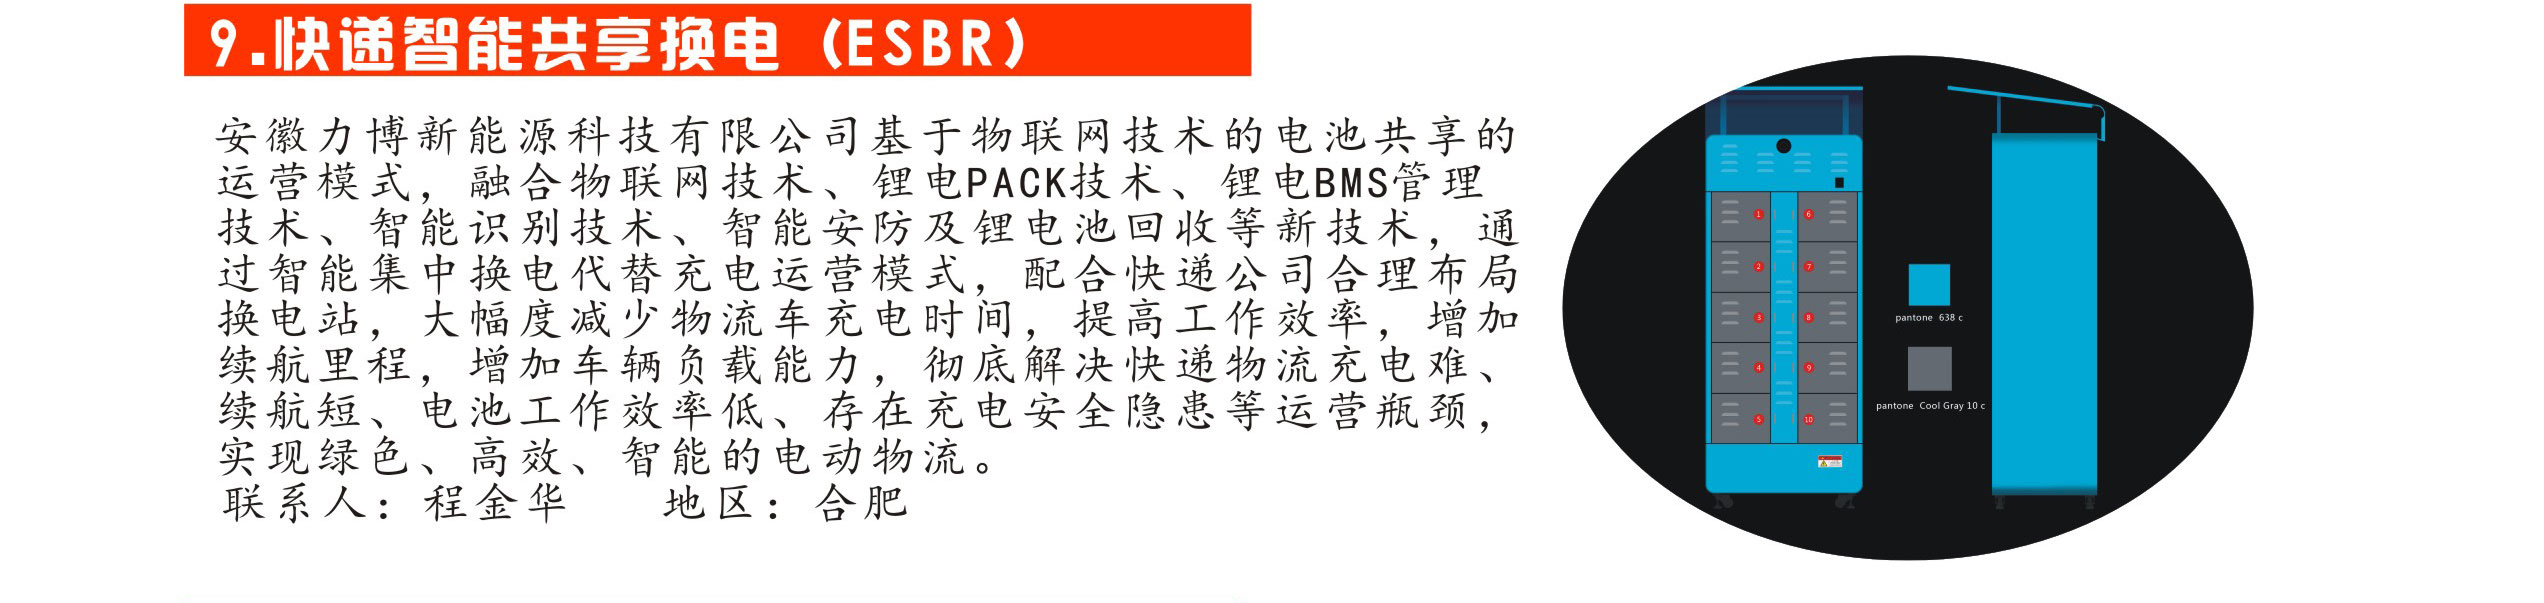 9.快递智能共享换电（ESBR）
安徽力博新能源科技有限公司基于物联网技术的电池共享的
运营模式，融合物联网技术、锂电PACK技术、锂电BMS管理
技术、智能识别技术、智能安防及锂电池回收等新技术，通
过智能集中换电代替充电运营模式，配合快递公司合理布局
换电站，大幅度减少物流车充电时间，提高工作效率，增加
续航里程，增加车辆负载能力，彻底解决快递物流充电难、
续航短、电池工作效率低、存在充电安全隐患等运营瓶颈，
实现绿色、高效、智能的电动物流。
联系人：程金华 地区：合肥
1 6
2 7
3 8
4 9
5 10
pantone 638 c
pantone Cool Gray 10 c